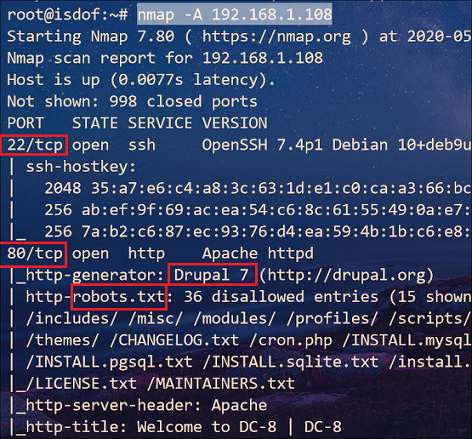 root@isdof:~# nmap -A 192.168.1.108
Starting Nmap 7.80 ( https://nmap.org ) at 2020-05
Nmap scan report for 192.168.1.108
Host is up (0.0077s latency).
Not shown: 998 closed ports
PORT   STATE SERVICE VERSION
22/tcp open  ssh     OpenSSH 7.4p1 Debian 10+deb9u
| ssh-hostkey:
|   2048 35:a7:e6:c4:a8:3c:63:1d:e1:c0:ca:a3:66:bc
|   256 ab:ef:9f:69:ac:ea:54:c6:8c:61:55:49:0a:e7:
|_  256 7a:b2:c6:87:ec:93:76:d4:ea:59:4b:1b:c6:e8:
80/tcp open  http    Apache httpd
|_http-generator: Drupal 7 (http://drupal.org)
| http-robots.txt: 36 disallowed entries (15 shown
| /includes/ /misc/ /modules/ /profiles/ /scripts/
| /themes/ /CHANGELOG.txt /cron.php /INSTALL.mysql
| /INSTALL.pgsql.txt /INSTALL.sqlite.txt /install.
|_/LICENSE.txt /MAINTAINERS.txt
|_http-server-header: Apache
|_http-title: Welcome to DC-8 | DC-8